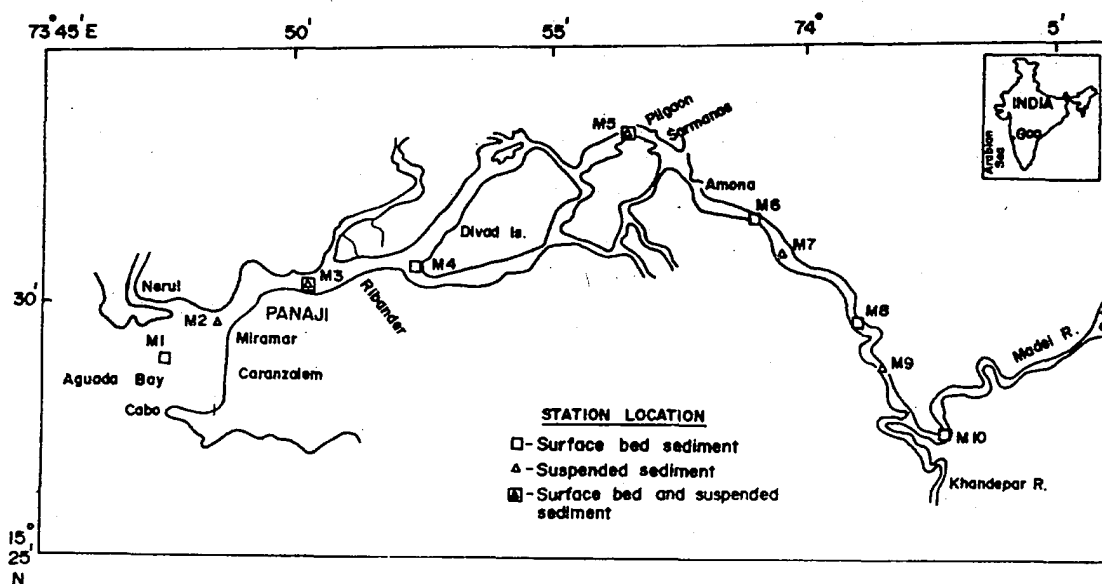 73° 45' E
50'
55'
74°
5'
INDIA
Goa
Arabian
Sea
M5
Pilgaon
Sarmanas
Amona
M6
M7
Divad Is.
M4
M3
Ribander
Nerul
30'
PANAJI
M2
Miramar
M1
M8
Aguada Bay
Caranzalem
Cabo
M9
Madei R.
M10
Khandepar R.
STATION LOCATION
- Surface bed sediment
- Suspended sediment
- Surface bed and suspended
sediment
15°
25'
N